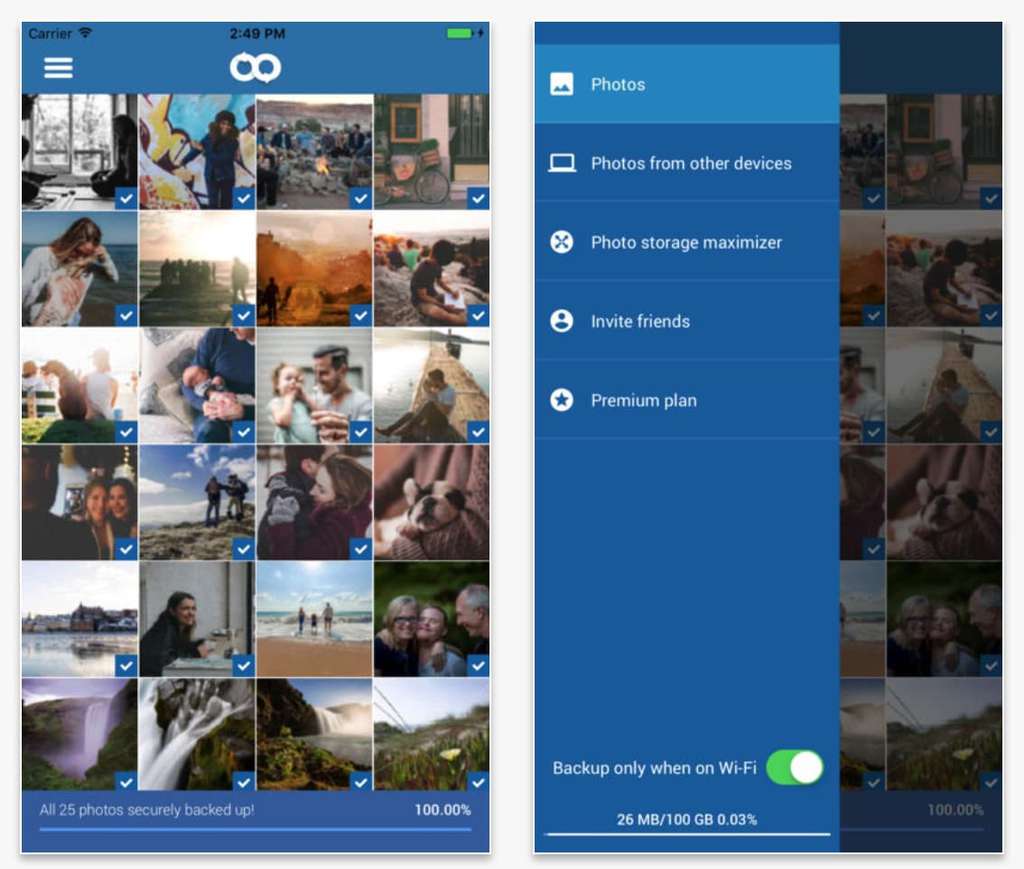 Carrier
2:49 PM
All 25 photos securely backed up!
100.00%
Photos
Photos from other devices
Photo storage maximizer
Invite friends
Premium plan
Backup only when on Wi-Fi
26 MB/100 GB 0.03%
100.00%